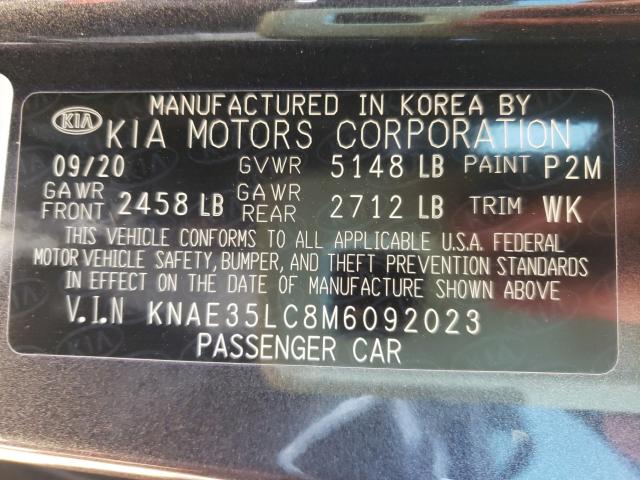 MANUFACTURED IN KOREA BY
KIA KIA MOTORS CORPORATION
09/20 GVWR 5148 LB PAINT P2M
GAWR FRONT 2458 LB GAWR REAR 2712 LB TRIM WK
THIS VEHICLE CONFORMS TO ALL APPLICABLE U.S.A. FEDERAL
MOTOR VEHICLE SAFETY, BUMPER, AND THEFT PREVENTION STANDARDS
IN EFFECT ON THE DATE OF MANUFACTURE SHOWN ABOVE.
V.I.N KNAE35LC8M6092023
PASSENGER CAR